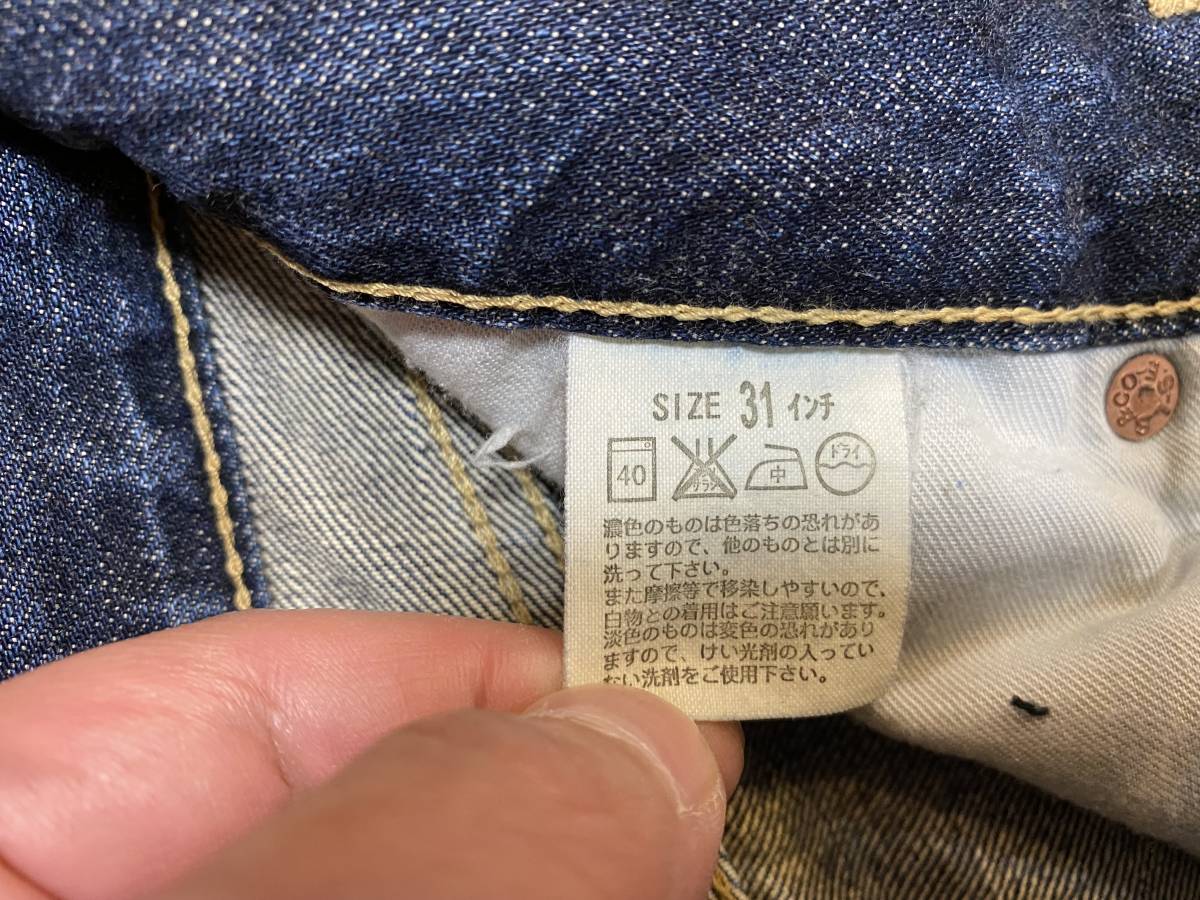 SIZE 31 インチ
40 サラシ 中 ドライ
濃色のものは色落ちの恐れがあ
りますので、他のものとは別に
洗って下さい。
また摩擦等で移染しやすいので、
白物との着用はご注意願います。
淡色のものは変色の恐れがあり
ますので、けい光剤の入ってい
ない洗剤をご使用下さい。